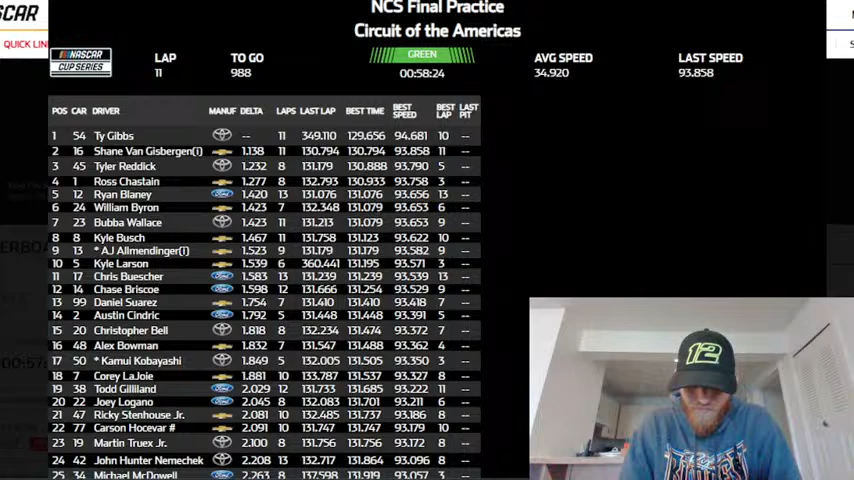 NCS Final Practice
SCAR
Circuit of the Americas
QUICK LIN
NASCAR
CUP SERIES
LAP
11
TO GO
988
GREEN
00:58:24
AVG SPEED
34.920
LAST SPEED
93.858
POS CAR DRIVER MANUF DELTA LAPS LAST LAP BEST TIME BEST SPEED BEST LAP LAST PIT
1 54 Ty Gibbs -- 11 349.110 129.656 94.681 10 --
2 16 Shane Van Gisbergen(i) 1.138 11 130.794 130.794 93.858 11 --
3 45 Tyler Reddick 1.232 8 131.179 130.888 93.790 5 --
4 1 Ross Chastain 1.277 8 132.793 130.933 93.758 3 --
5 12 Ryan Blaney 1.420 13 131.076 131.076 93.656 13 --
6 24 William Byron 1.423 7 132.348 131.079 93.653 6 --
7 23 Bubba Wallace 1.423 11 131.213 131.079 93.653 9 --
8 8 Kyle Busch 1.467 11 131.758 131.123 93.622 10 --
9 13 * AJ Allmendinger(i) 1.523 9 131.179 131.179 93.582 9 --
10 5 Kyle Larson 1.539 6 360.441 131.195 93.571 3 --
11 17 Chris Buescher 1.583 13 131.239 131.239 93.539 13 --
12 14 Chase Briscoe 1.598 12 131.666 131.254 93.529 9 --
13 99 Daniel Suarez 1.754 7 131.410 131.410 93.418 7 --
14 2 Austin Cindric 1.792 5 131.448 131.448 93.391 5 --
15 20 Christopher Bell 1.818 8 132.234 131.474 93.372 7 --
16 48 Alex Bowman 1.832 7 131.547 131.488 93.362 4 --
17 50 * Kamui Kobayashi 1.849 5 132.005 131.505 93.350 3 --
18 7 Corey LaJoie 1.881 10 133.787 131.537 93.327 8 --
19 38 Todd Gilliland 2.029 12 131.733 131.685 93.222 11 --
20 22 Joey Logano 2.045 8 132.083 131.701 93.211 6 --
21 47 Ricky Stenhouse Jr. 2.081 10 132.485 131.737 93.186 8 --
22 77 Carson Hocevar # 2.091 10 131.747 131.747 93.179 10 --
23 19 Martin Truex Jr. 2.100 8 131.756 131.756 93.172 8 --
24 42 John Hunter Nemechek 2.208 13 132.717 131.864 93.096 8 --
25 34 Michael McDowell 2.263 8 137.598 131.919 93.057 3 --
12